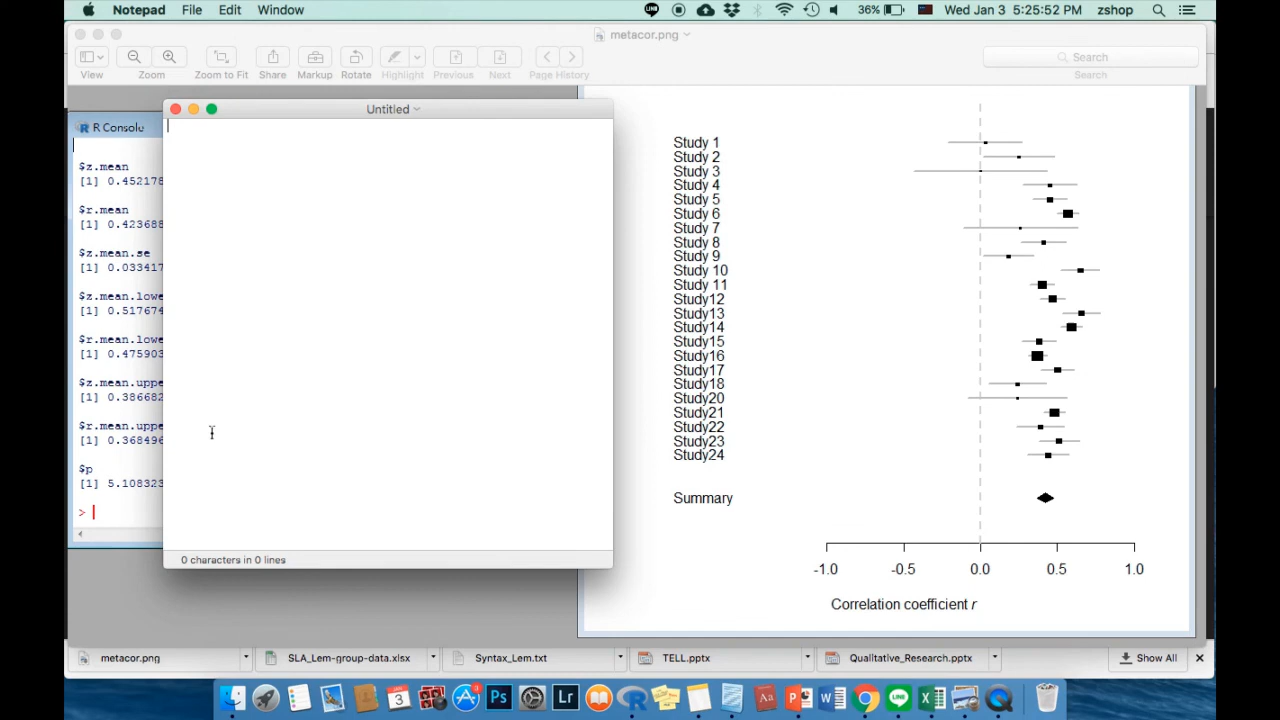 Notepad File Edit Window 36% Wed Jan 3 5:25:52 PM zshop
metacor.png
Search
View Zoom Zoom to Fit Share Markup Rotate Highlight Previous Next Page History Search
Untitled
R Console
$z.mean
[1] 0.452178
$r.mean
[1] 0.423688
$z.mean.se
[1] 0.033417
$z.mean.lowe
[1] 0.517674
$r.mean.lowe
[1] 0.475903
$z.mean.uppe
[1] 0.386682
$r.mean.uppe
[1] 0.368496
$p
[1] 5.108323
>
0 characters in 0 lines
Study 1
Study 2
Study 3
Study 4
Study 5
Study 6
Study 7
Study 8
Study 9
Study 10
Study 11
Study12
Study13
Study14
Study15
Study16
Study17
Study18
Study20
Study21
Study22
Study23
Study24
Summary
-1.0 -0.5 0.0 0.5 1.0
Correlation coefficient r
metacor.png SLA_Lem-group-data.xlsx Syntax_Lem.txt TELL.pptx Qualitative_Research.pptx Show All
3 Ps Lr Aa